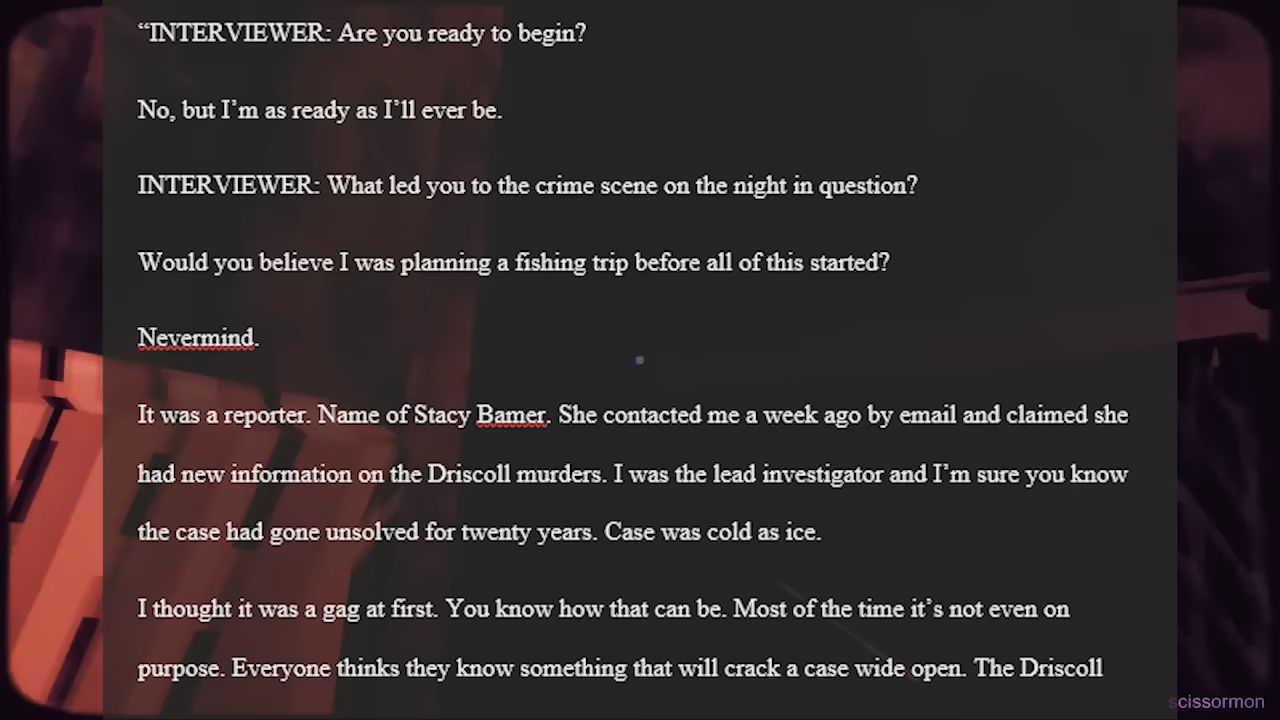 “INTERVIEWER: Are you ready to begin?
No, but I’m as ready as I’ll ever be.
INTERVIEWER: What led you to the crime scene on the night in question?
Would you believe I was planning a fishing trip before all of this started?
Nevermind.
It was a reporter. Name of Stacy Bamer. She contacted me a week ago by email and claimed she
had new information on the Driscoll murders. I was the lead investigator and I’m sure you know
the case had gone unsolved for twenty years. Case was cold as ice.
I thought it was a gag at first. You know how that can be. Most of the time it’s not even on
purpose. Everyone thinks they know something that will crack a case wide open. The Driscoll
scissormon